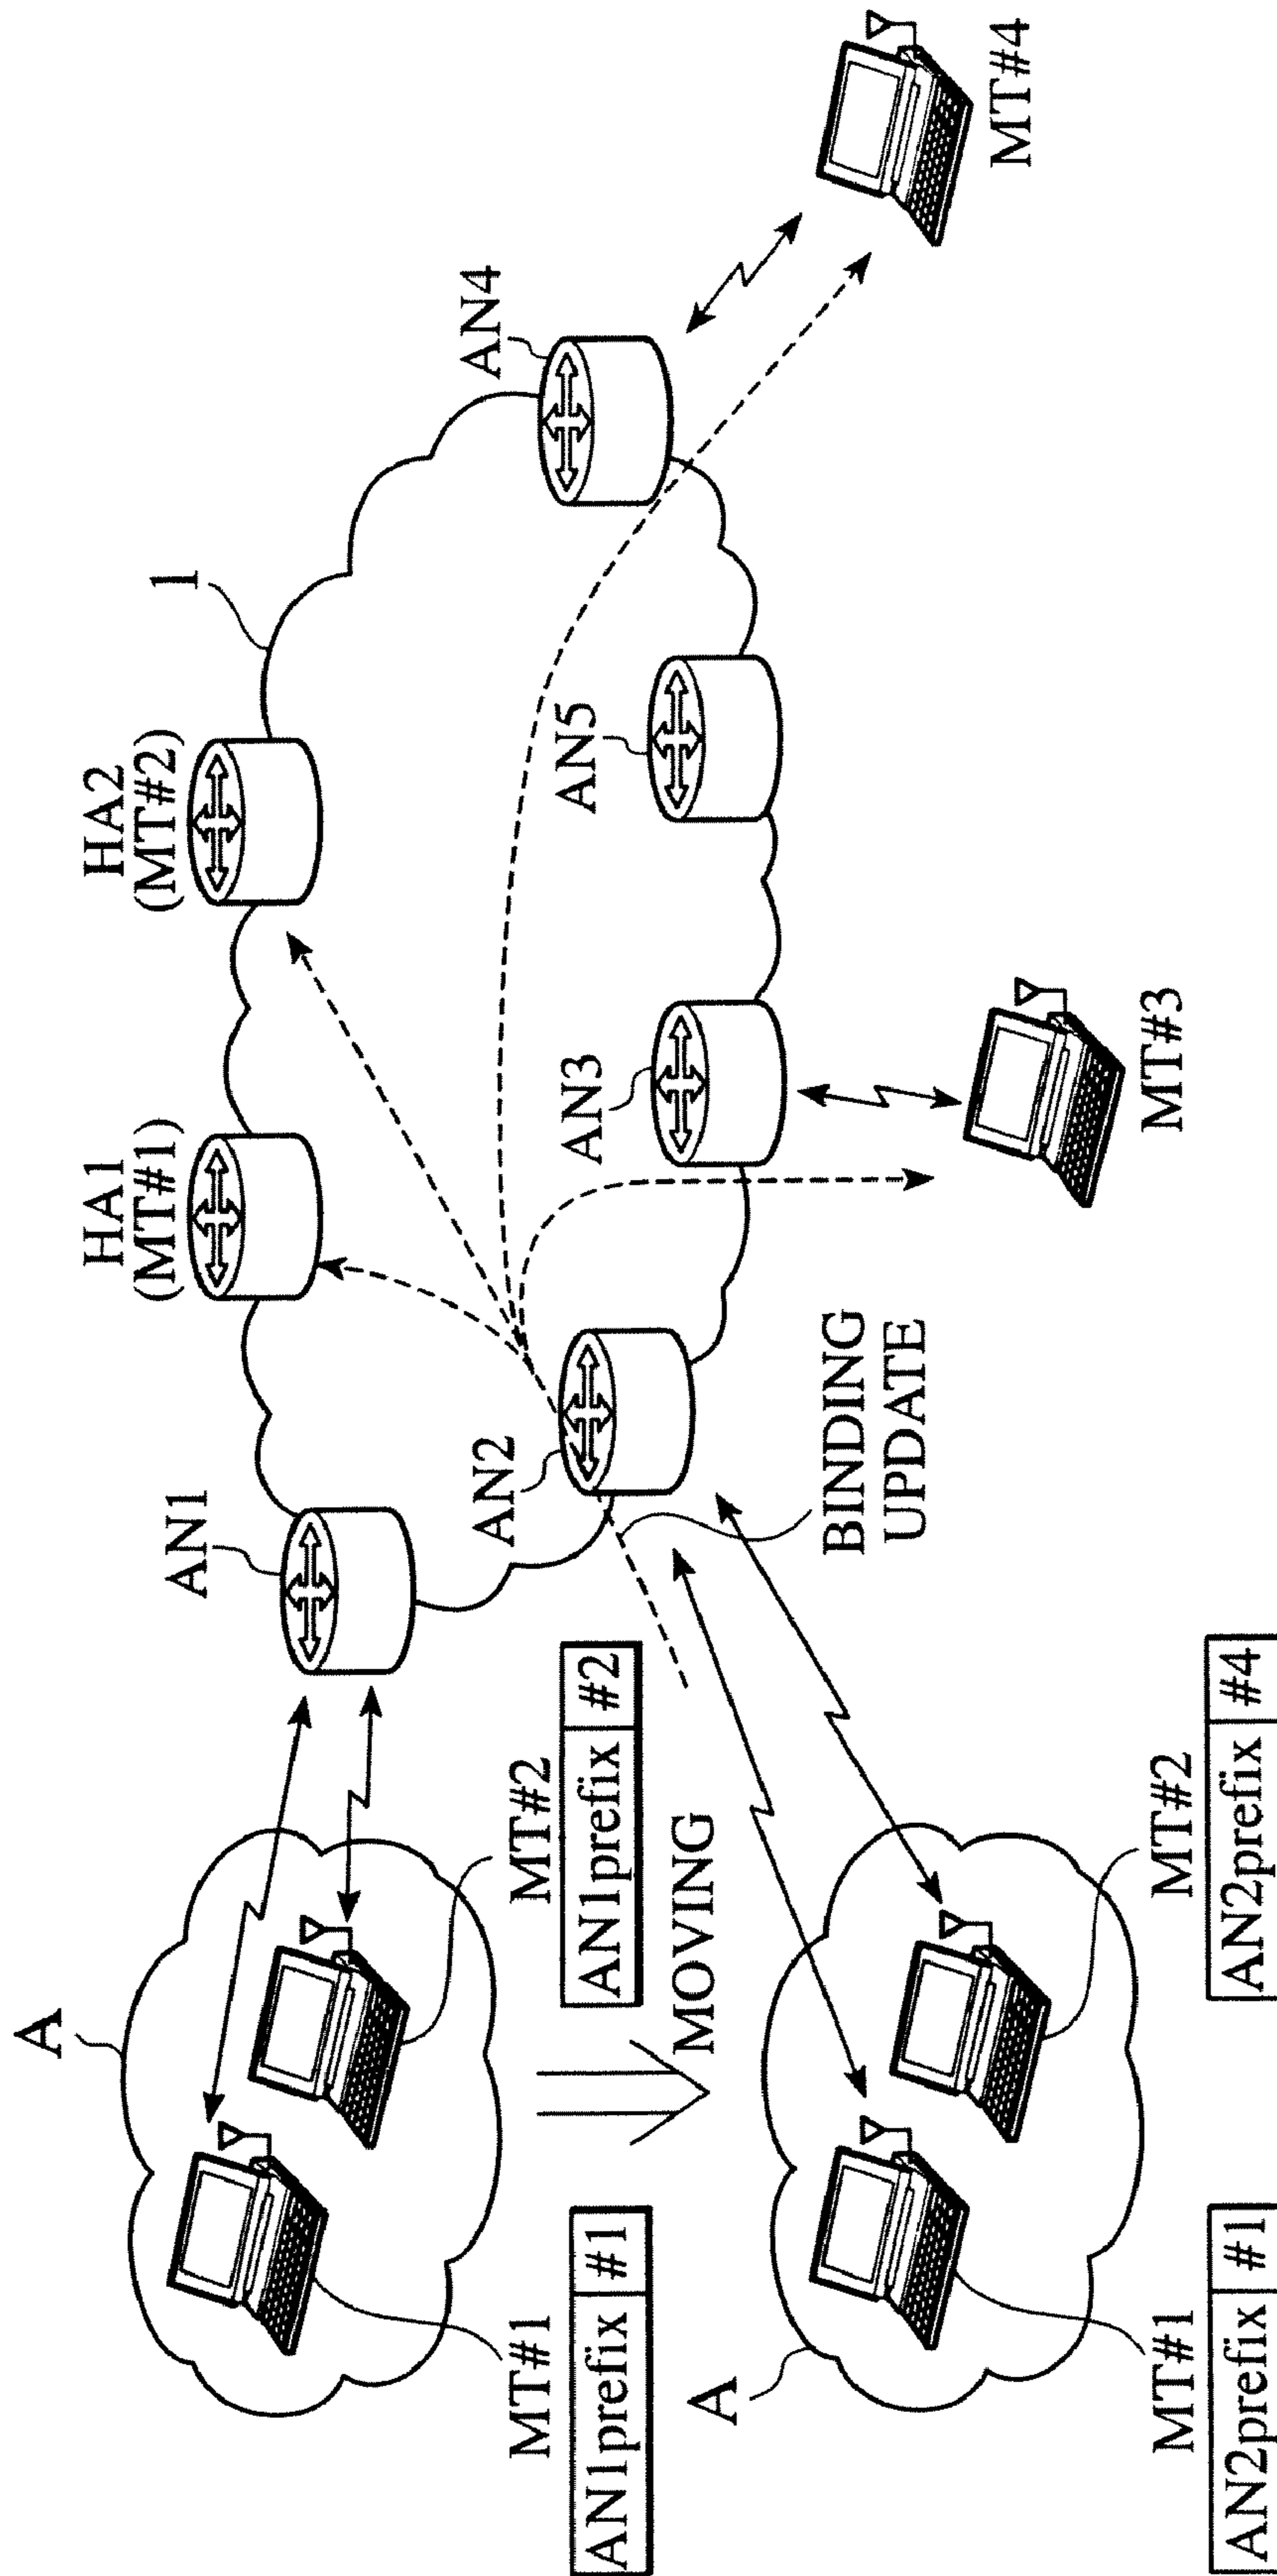 A
MT#1
AN1prefix #1
MT#2
AN1prefix #2
MOVING
A
MT#1
AN2prefix #1
MT#2
AN2prefix #4
AN1
AN2
BINDING
UPDATE
HA1
(MT#1)
HA2
(MT#2)
1
AN3
AN5
AN4
MT#3
MT#4